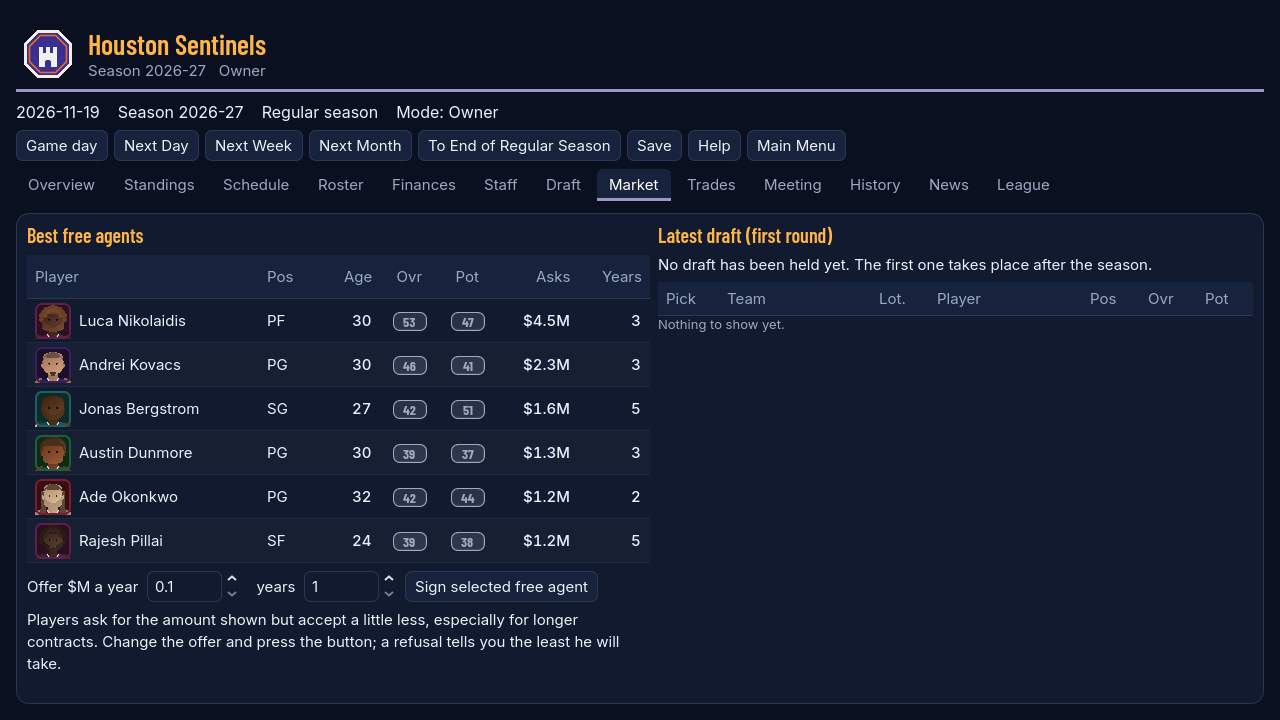 Houston Sentinels
Season 2026-27 Owner
2026-11-19 Season 2026-27 Regular season Mode: Owner
Game day Next Day Next Week Next Month To End of Regular Season Save Help Main Menu
Overview Standings Schedule Roster Finances Staff Draft Market Trades Meeting History News League
Best free agents
Player Pos Age Ovr Pot Asks Years
Luca Nikolaidis PF 30 53 47 $4.5M 3
Andrei Kovacs PG 30 46 41 $2.3M 3
Jonas Bergstrom SG 27 42 51 $1.6M 5
Austin Dunmore PG 30 39 37 $1.3M 3
Ade Okonkwo PG 32 42 44 $1.2M 2
Rajesh Pillai SF 24 39 38 $1.2M 5
Offer $M a year 0.1 years 1 Sign selected free agent
Players ask for the amount shown but accept a little less, especially for longer
contracts. Change the offer and press the button; a refusal tells you the least he will
take.
Latest draft (first round)
No draft has been held yet. The first one takes place after the season.
Pick Team Lot. Player Pos Ovr Pot
Nothing to show yet.